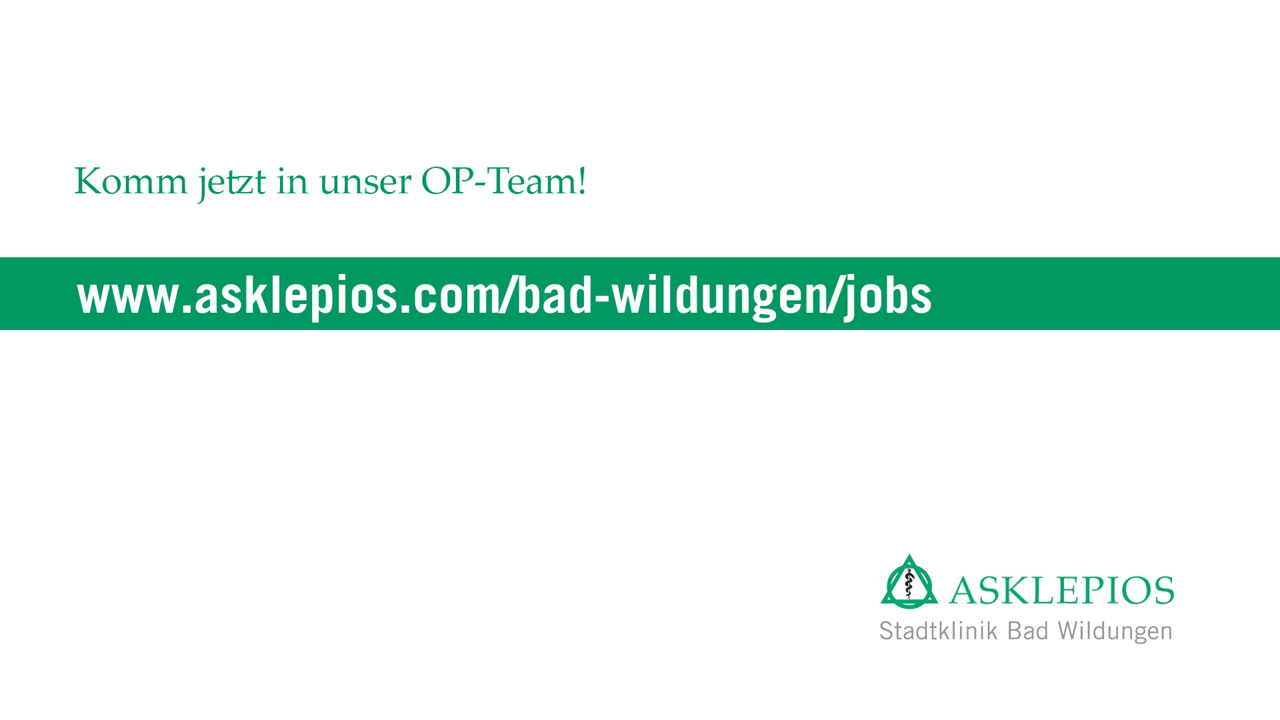 Komm jetzt in unser OP-Team!
www.asklepios.com/bad-wildungen/jobs
ASKLEPIOS
Stadtklinik Bad Wildungen